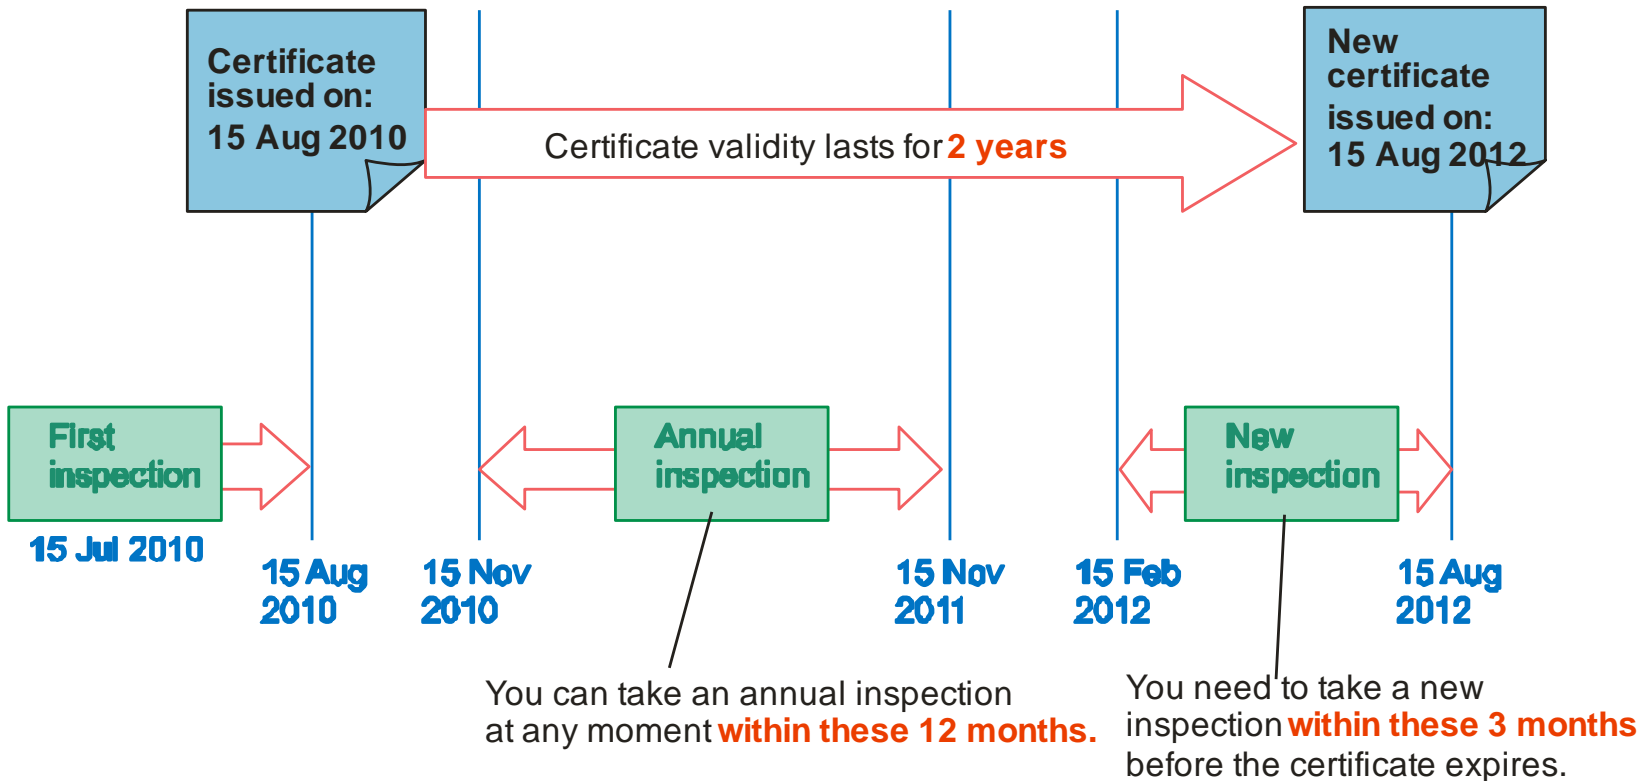 Certificate
issued on:
15 Aug 2010
Certificate validity lasts for 2 years
New
certificate
issued on:
15 Aug 2012
First
inspection
Annual
inspection
New
inspection
15 Jul 2010
15 Aug
2010
15 Nov
2010
15 Nov
2011
15 Feb
2012
15 Aug
2012
You can take an annual inspection
at any moment within these 12 months.
You need to take a new
inspection within these 3 months
before the certificate expires.